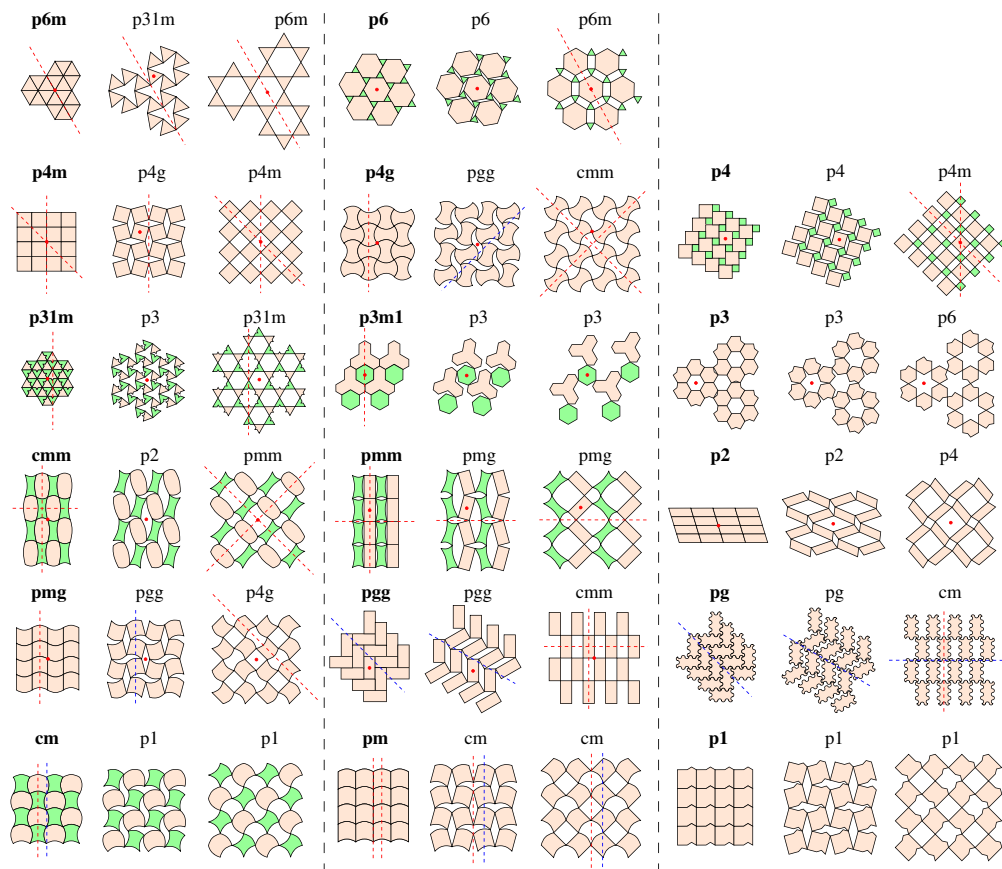 p6m p31m p6m p6 p6 p6m
p4m p4g p4m p4g pgg cmm p4 p4 p4m
p31m p3 p31m p3m1 p3 p3 p3 p3 p6
cmm p2 pmm pmm pmg pmg p2 p2 p4
pmg pgg p4g pgg pgg cmm pg pg cm
cm p1 p1 pm cm cm p1 p1 p1